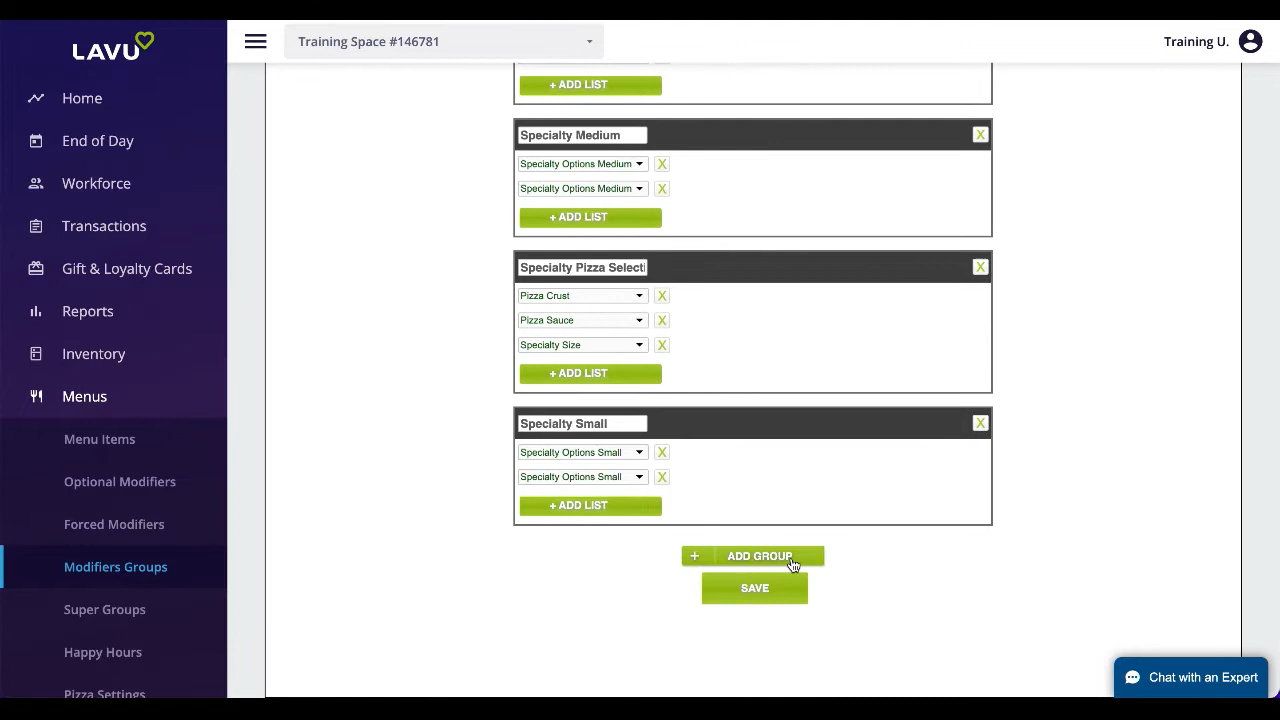 LAVU
Training Space #146781
Training U.
Home
End of Day
Workforce
Transactions
Gift & Loyalty Cards
Reports
Inventory
Menus
Menu Items
Optional Modifiers
Forced Modifiers
Modifiers Groups
Super Groups
Happy Hours
Pizza Settings
+ ADD LIST
Specialty Medium
X
Specialty Options Medium
X
Specialty Options Medium
X
+ ADD LIST
Specialty Pizza Selecti
X
Pizza Crust
X
Pizza Sauce
X
Specialty Size
X
+ ADD LIST
Specialty Small
X
Specialty Options Small
X
Specialty Options Small
X
+ ADD LIST
+ ADD GROUP
SAVE
Chat with an Expert